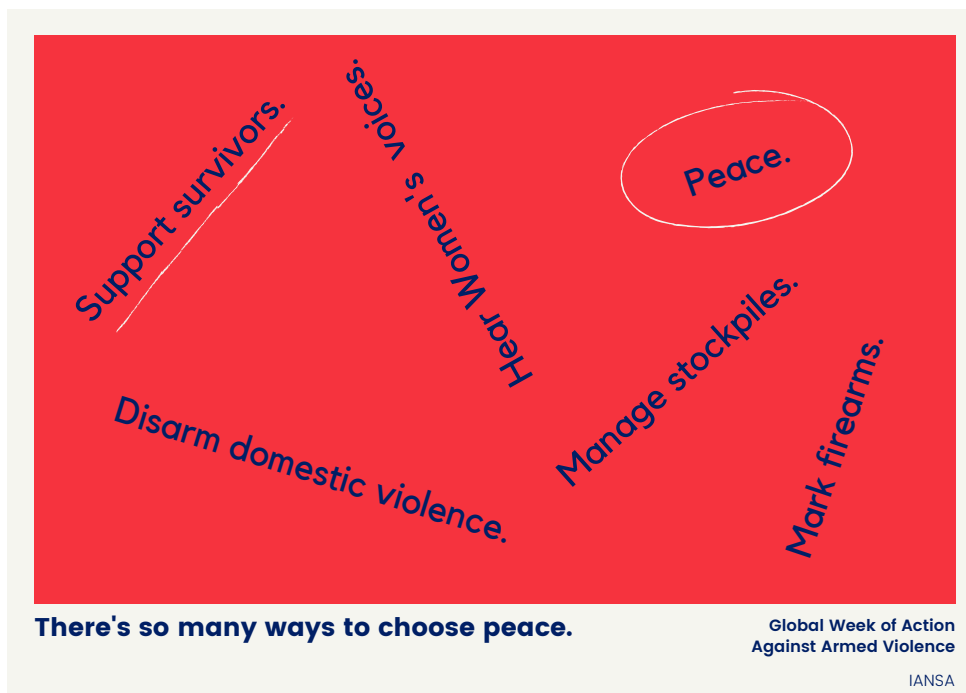 Support survivors.
Hear Women's voices.
Peace.
Disarm domestic violence.
Manage stockpiles.
Mark firearms.
There's so many ways to choose peace.
Global Week of Action
Against Armed Violence
IANSA